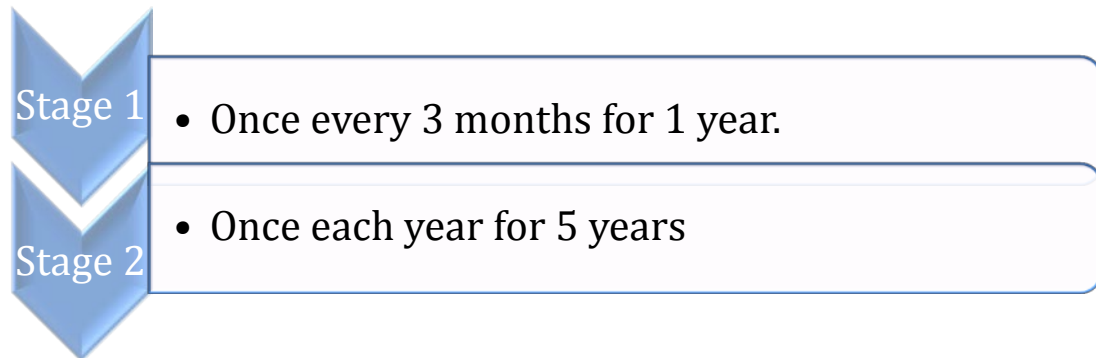 Stage 1
• Once every 3 months for 1 year.
Stage 2
• Once each year for 5 years